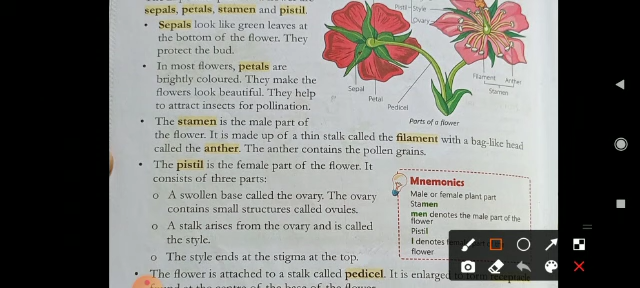 sepals, petals, stamen and pistil.
• Sepals look like green leaves at
the bottom of the flower. They
protect the bud.
• In most flowers, petals are
brightly coloured. They make the
flowers look beautiful. They help
to attract insects for pollination.
• The stamen is the male part of
the flower. It is made up of a thin stalk called the filament with a bag-like head
called the anther. The anther contains the pollen grains.
• The pistil is the female part of the flower. It
consists of three parts:
o A swollen base called the ovary. The ovary
contains small structures called ovules.
o A stalk arises from the ovary and is called
the style.
o The style ends at the stigma at the top.
• The flower is attached to a stalk called pedicel. It is enlarged to form receptacle
Pistil
Style
Ovary
Filament
Anther
Stamen
Sepal
Petal
Pedicel
Parts of a flower
Mnemonics
Male or female plant part
Stamen
men denotes the male part of the
flower
Pistil
l denotes
flower